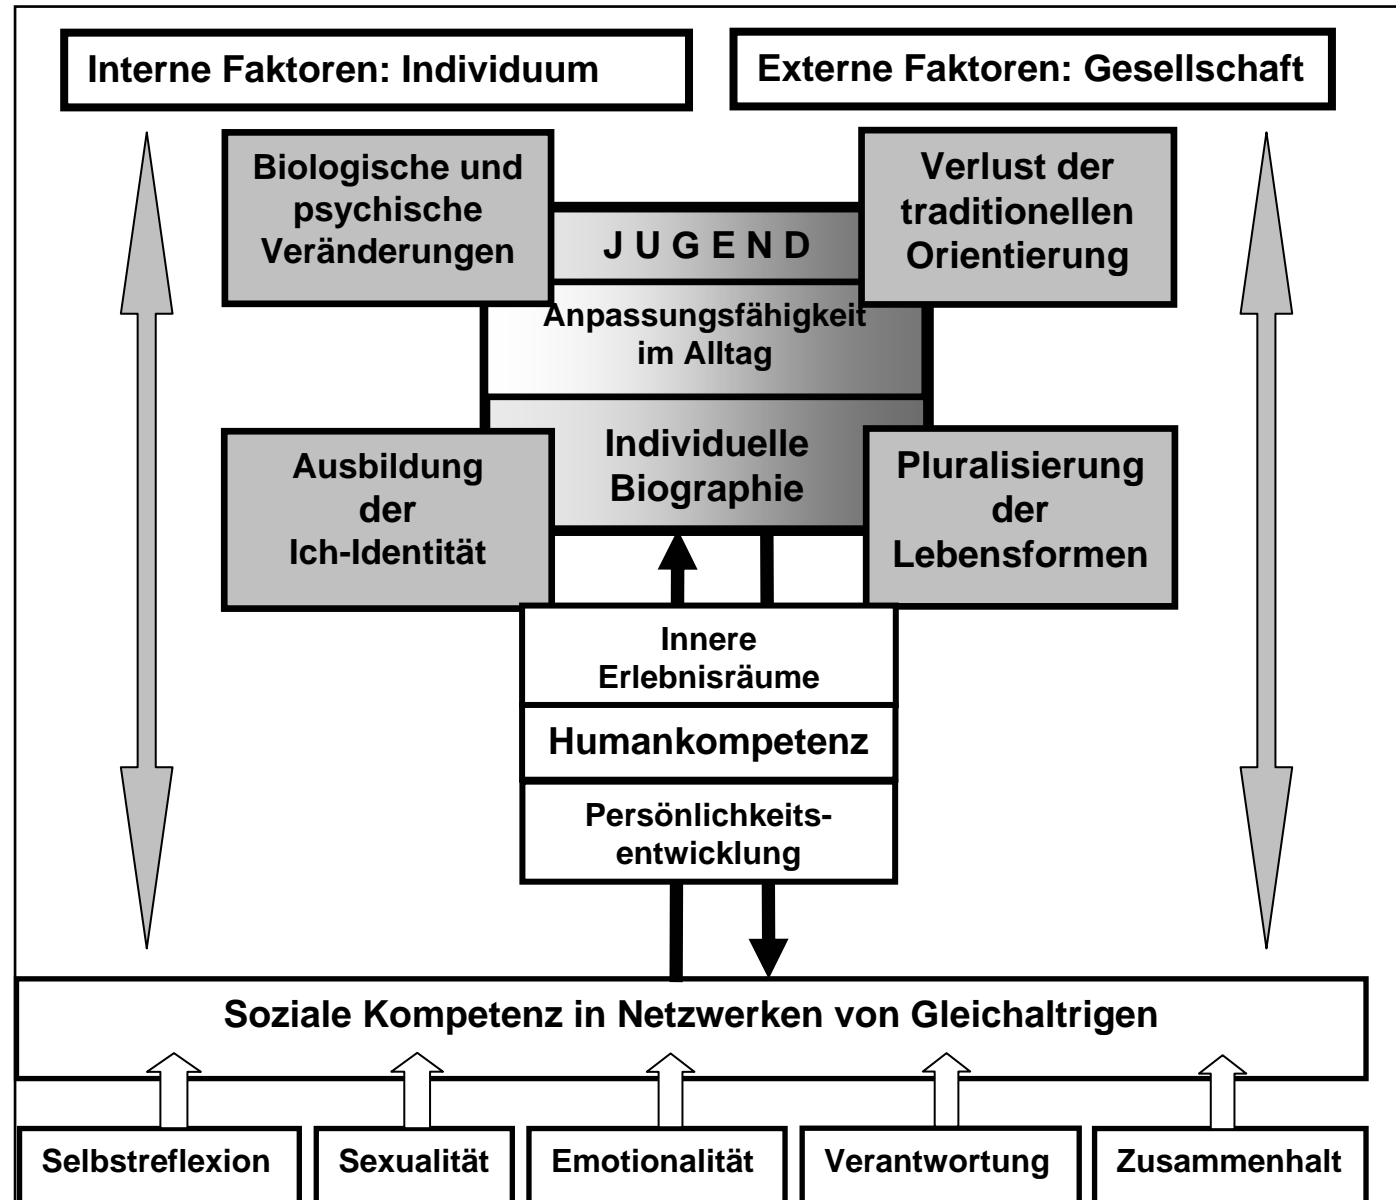 Interne Faktoren: Individuum
Externe Faktoren: Gesellschaft
Biologische und
psychische
Veränderungen
J U G E N D
Verlust der
traditionellen
Orientierung
Anpassungsfähigkeit
im Alltag
Ausbildung
der
Ich-Identität
Individuelle
Biographie
Pluralisierung
der
Lebensformen
Innere
Erlebnisräume
Humankompetenz
Persönlichkeits-
entwicklung
Soziale Kompetenz in Netzwerken von Gleichaltrigen
Selbstreflexion
Sexualität
Emotionalität
Verantwortung
Zusammenhalt